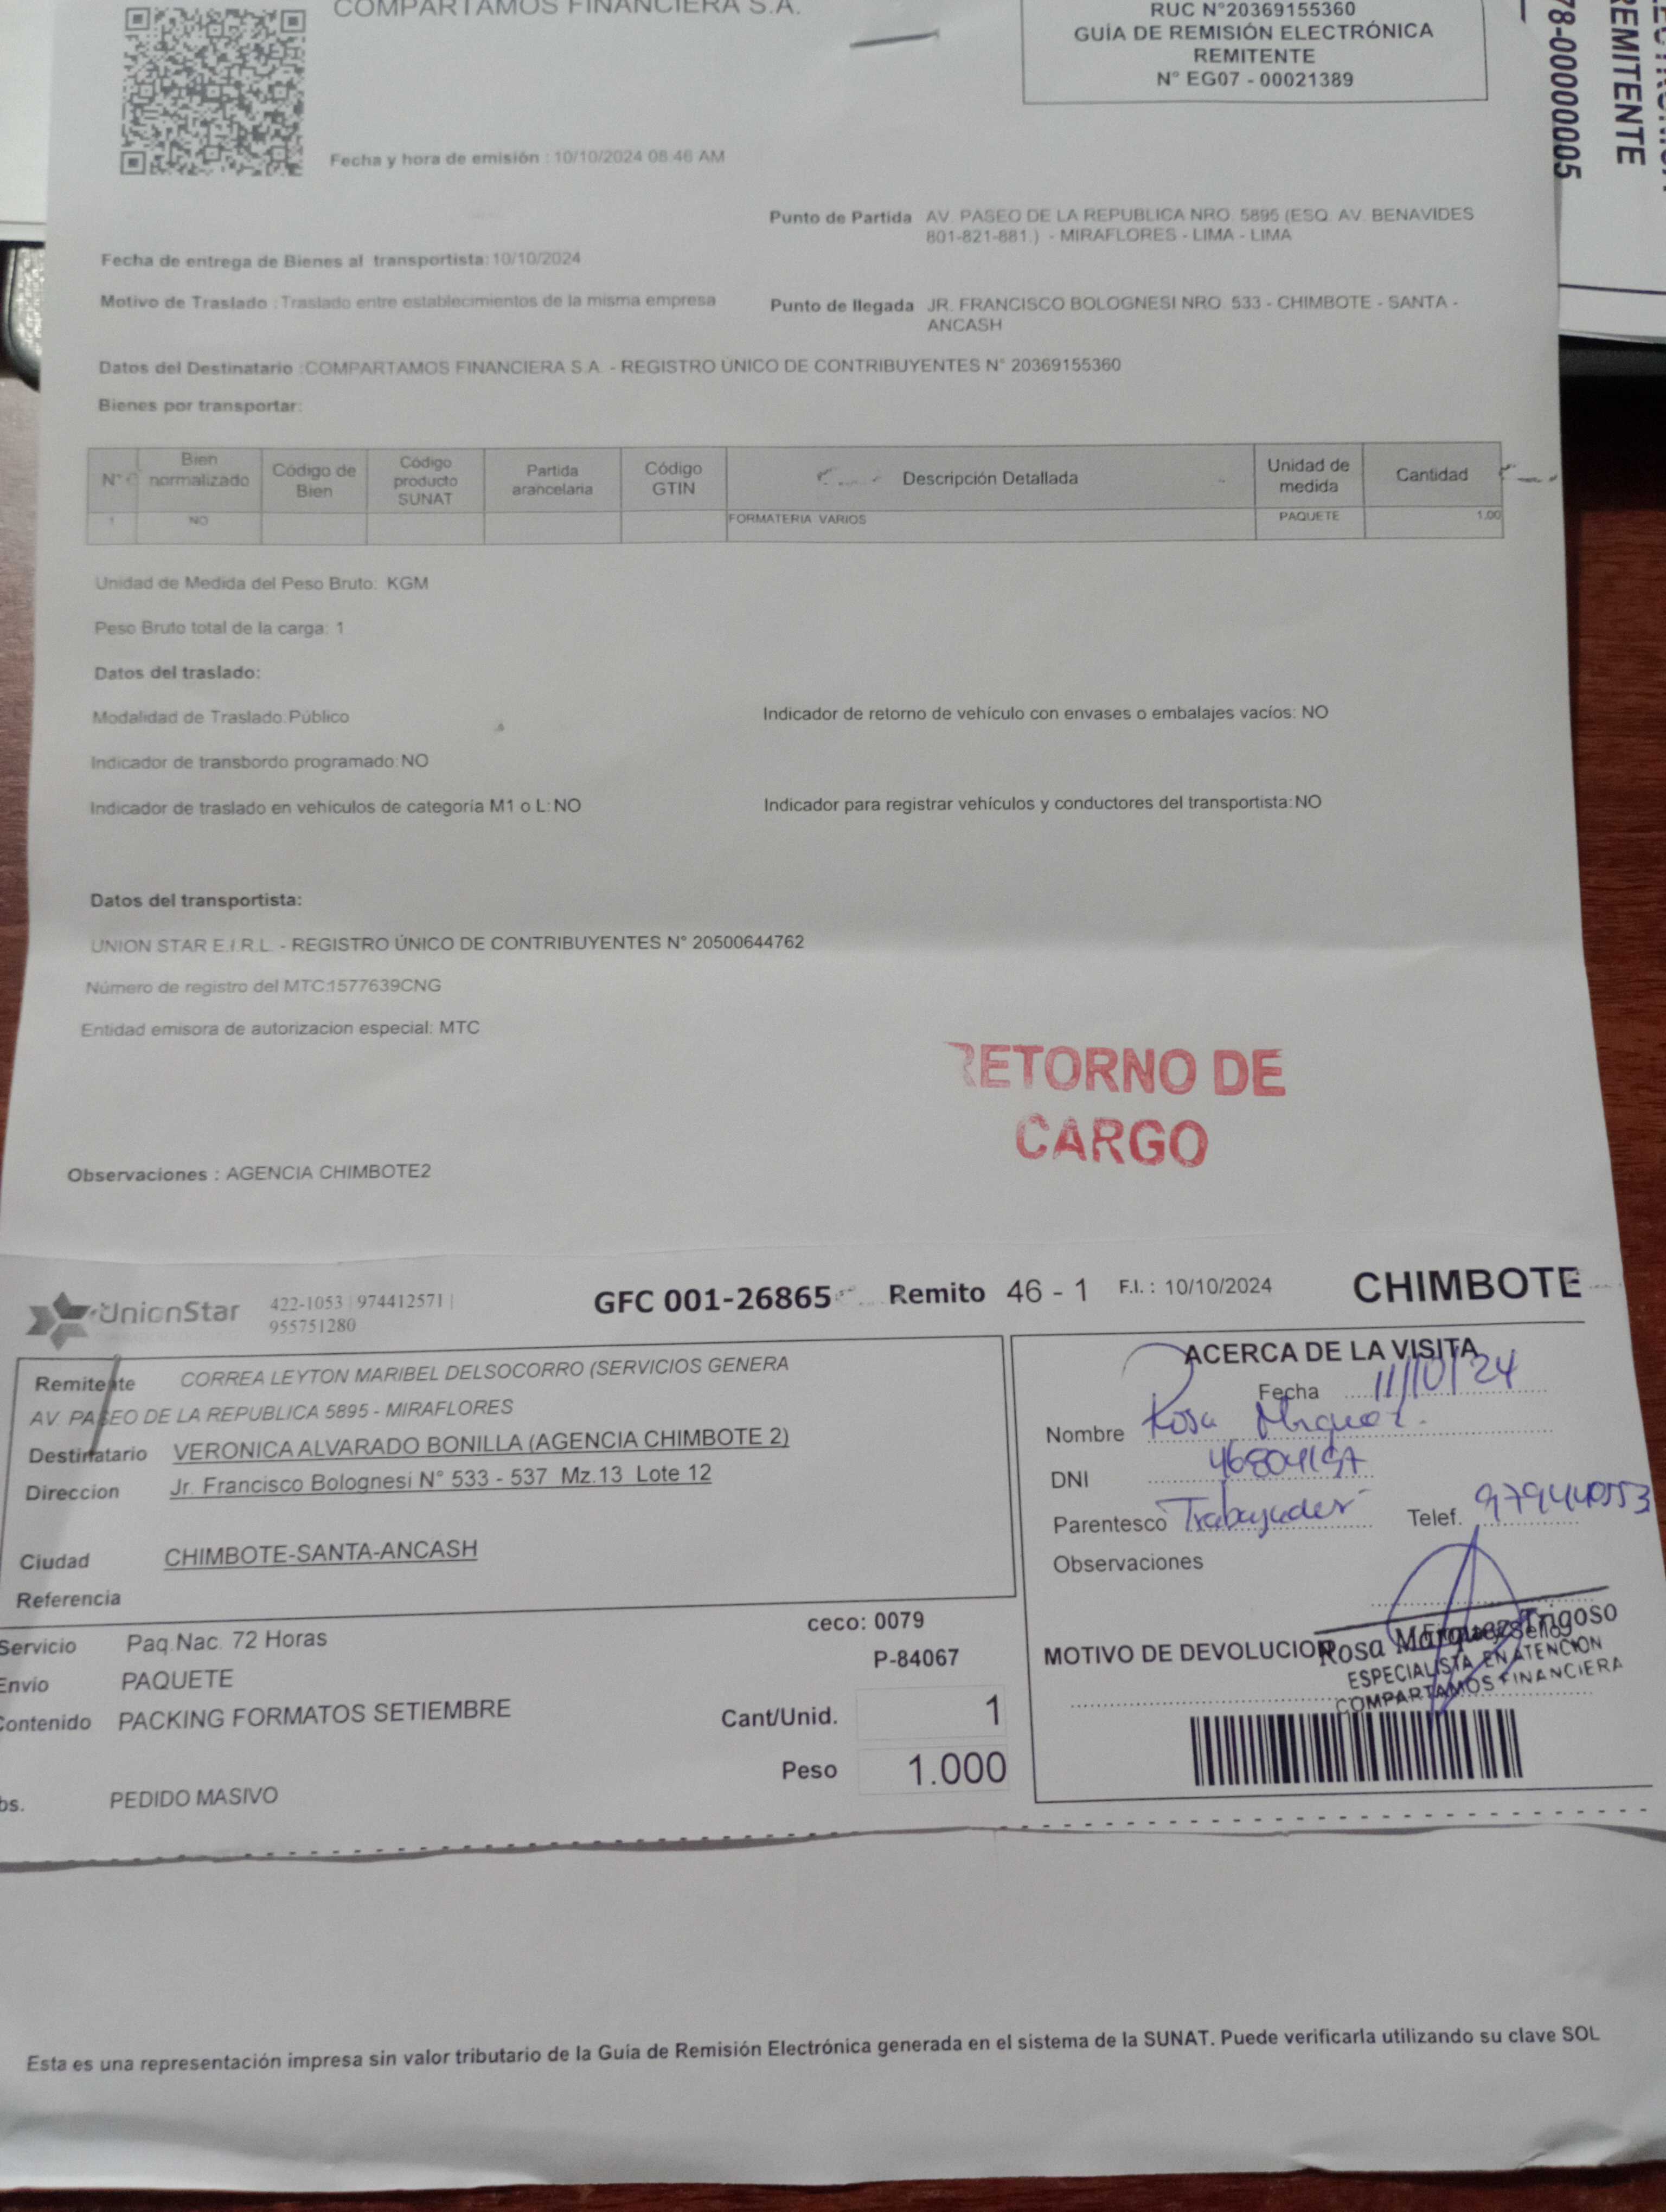 COMPARTAMOS FINANCIERA S.A.
RUC N°20369155360
GUÍA DE REMISIÓN ELECTRÓNICA
REMITENTE
N° EG07 - 00021389
78-00000005
REMITENTE
Fecha y hora de emisión : 10/10/2024 08:46 AM
Punto de Partida AV. PASEO DE LA REPUBLICA NRO. 5895 (ESQ. AV. BENAVIDES
801-821-881.) - MIRAFLORES - LIMA - LIMA
Fecha de entrega de Bienes al transportista: 10/10/2024
Motivo de Traslado : Traslado entre establecimientos de la misma empresa
Punto de llegada JR. FRANCISCO BOLOGNESI NRO. 533 - CHIMBOTE - SANTA -
ANCASH
Datos del Destinatario : COMPARTAMOS FINANCIERA S.A. - REGISTRO ÚNICO DE CONTRIBUYENTES N° 20369155360
Bienes por transportar:
N° Bien normalizado Código de Bien Código producto SUNAT Partida arancelaria Código GTIN Descripción Detallada Unidad de medida Cantidad
1 NO FORMATERIA VARIOS PAQUETE 1.00
Unidad de Medida del Peso Bruto: KGM
Peso Bruto total de la carga: 1
Datos del traslado:
Modalidad de Traslado:Público
Indicador de retorno de vehículo con envases o embalajes vacíos: NO
Indicador de transbordo programado:NO
Indicador de traslado en vehículos de categoría M1 o L: NO
Indicador para registrar vehículos y conductores del transportista: NO
Datos del transportista:
UNION STAR E.I.R.L. - REGISTRO ÚNICO DE CONTRIBUYENTES N° 20500644762
Número de registro del MTC:1577639CNG
Entidad emisora de autorizacion especial: MTC
RETORNO DE
CARGO
Observaciones : AGENCIA CHIMBOTE2
UnionStar
422-1053 | 974412571 |
955751280
GFC 001-26865 Remito 46 - 1 F.I. : 10/10/2024 CHIMBOTE
Remitente CORREA LEYTON MARIBEL DELSOCORRO (SERVICIOS GENERA
AV. PASEO DE LA REPUBLICA 5895 - MIRAFLORES
Destinatario VERONICA ALVARADO BONILLA (AGENCIA CHIMBOTE 2)
Direccion Jr. Francisco Bolognesi N° 533 - 537 Mz.13 Lote 12
Ciudad CHIMBOTE-SANTA-ANCASH
Referencia
Servicio Paq.Nac. 72 Horas
ceco: 0079
Envio PAQUETE
P-84067
Contenido PACKING FORMATOS SETIEMBRE
Cant/Unid. 1
Peso 1.000
bs. PEDIDO MASIVO
ACERCA DE LA VISITA
Fecha 11/10/24
Nombre Rosa
DNI
Parentesco Trabajador
Telef.
Observaciones
MOTIVO DE DEVOLUCION
Rosa Marquez Trigoso
ESPECIALISTA EN ATENCION
COMPARTAMOS FINANCIERA
Esta es una representación impresa sin valor tributario de la Guía de Remisión Electrónica generada en el sistema de la SUNAT. Puede verificarla utilizando su clave SOL